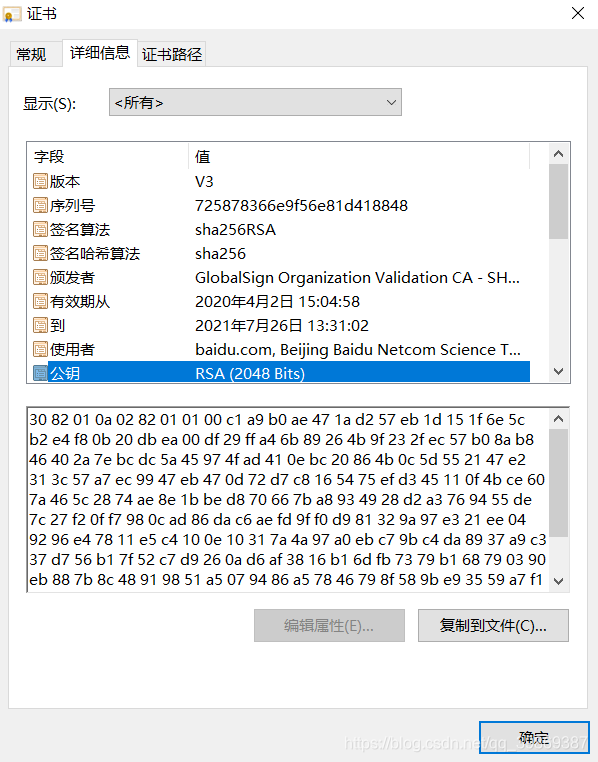 证书
常规 详细信息 证书路径
显示(S): <所有>
字段 值
版本 V3
序列号 725878366e9f56e81d418848
签名算法 sha256RSA
签名哈希算法 sha256
颁发者 GlobalSign Organization Validation CA - SH...
有效期从 2020年4月2日 15:04:58
到 2021年7月26日 13:31:02
使用者 baidu.com, Beijing Baidu Netcom Science T...
公钥 RSA (2048 Bits)
30 82 01 0a 02 82 01 01 00 c1 a9 b0 ae 47 1a d2 57 eb 1d 15 1f 6e 5c
b2 e4 f8 0b 20 db ea 00 df 29 ff a4 6b 89 26 4b 9f 23 2f ec 57 b0 8a b8
46 40 2a 7e bc dc 5a 45 97 4f ad 41 0e bc 20 86 4b 0c 5d 55 21 47 e2
31 3c 57 a7 ec 99 47 eb 47 0d 72 d7 c8 16 54 75 ef d3 45 11 0f 4b ce 60
7a 46 5c 28 74 ae 8e 1b be d8 70 66 7b a8 93 49 28 d2 a3 76 94 55 de
7c 27 f2 0f f7 98 0c ad 86 da c6 ae fd 9f f0 d9 81 32 9a 97 e3 21 ee 04
92 96 e4 78 11 e5 c4 10 0e 10 31 7a 4a 97 a0 eb c7 9b c4 da 89 37 a9 c3
37 d7 56 b1 7f 52 c7 d9 26 0a d6 af 38 16 b1 6d fb 73 79 b1 68 79 03 90
eb 88 7b 8c 48 91 98 51 a5 07 94 86 a5 78 46 79 8f 58 9b e9 35 59 a7 f1
编辑属性(E)... 复制到文件(C)...
确定